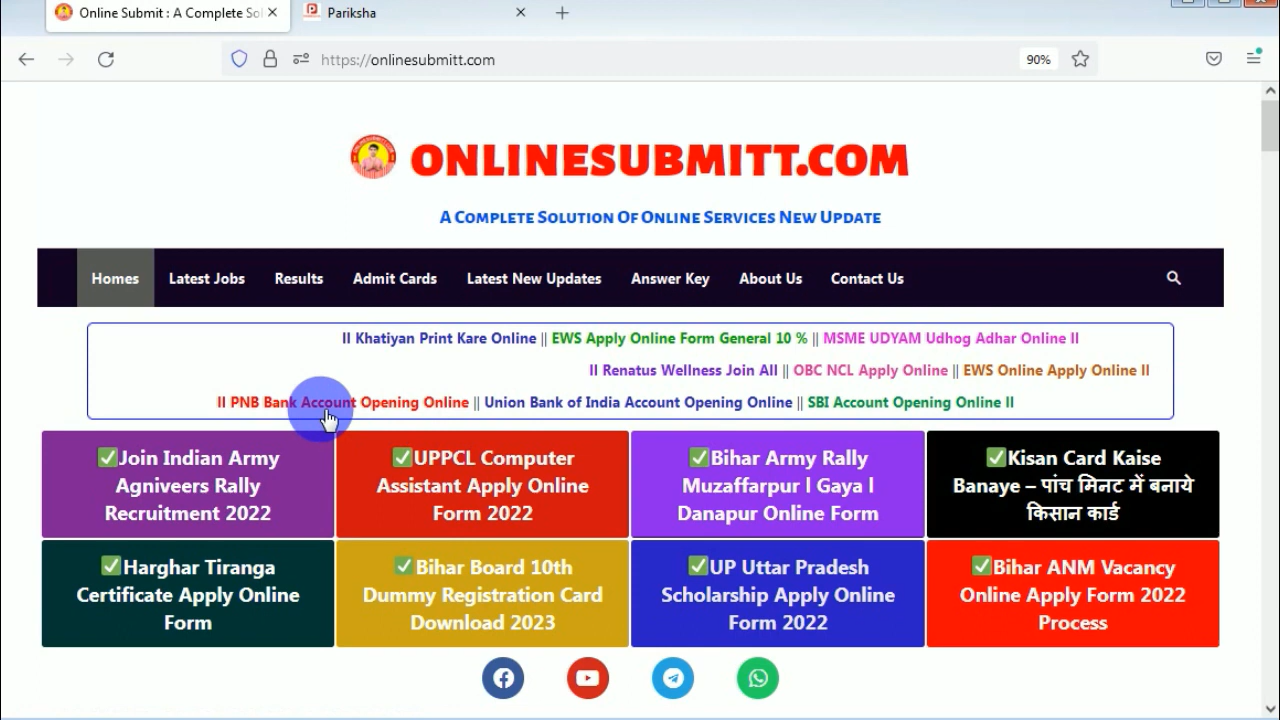 Online Submit : A Complete Sol
Pariksha
https://onlinesubmitt.com
90%
ONLINESUBMITT.COM
A Complete Solution Of Online Services New Update
Homes Latest Jobs Results Admit Cards Latest New Updates Answer Key About Us Contact Us
II Khatiyan Print Kare Online || EWS Apply Online Form General 10 % || MSME UDYAM Udhog Adhar Online II
II Renatus Wellness Join All || OBC NCL Apply Online || EWS Online Apply Online II
II PNB Bank Account Opening Online || Union Bank of India Account Opening Online || SBI Account Opening Online II
✅Join Indian Army
Agniveers Rally
Recruitment 2022
✅UPPCL Computer
Assistant Apply Online
Form 2022
✅Bihar Army Rally
Muzaffarpur l Gaya l
Danapur Online Form
✅Kisan Card Kaise
Banaye – पांच मिनट में बनाये
किसान कार्ड
✅Harghar Tiranga
Certificate Apply Online
Form
✅Bihar Board 10th
Dummy Registration Card
Download 2023
✅UP Uttar Pradesh
Scholarship Apply Online
Form 2022
✅Bihar ANM Vacancy
Online Apply Form 2022
Process